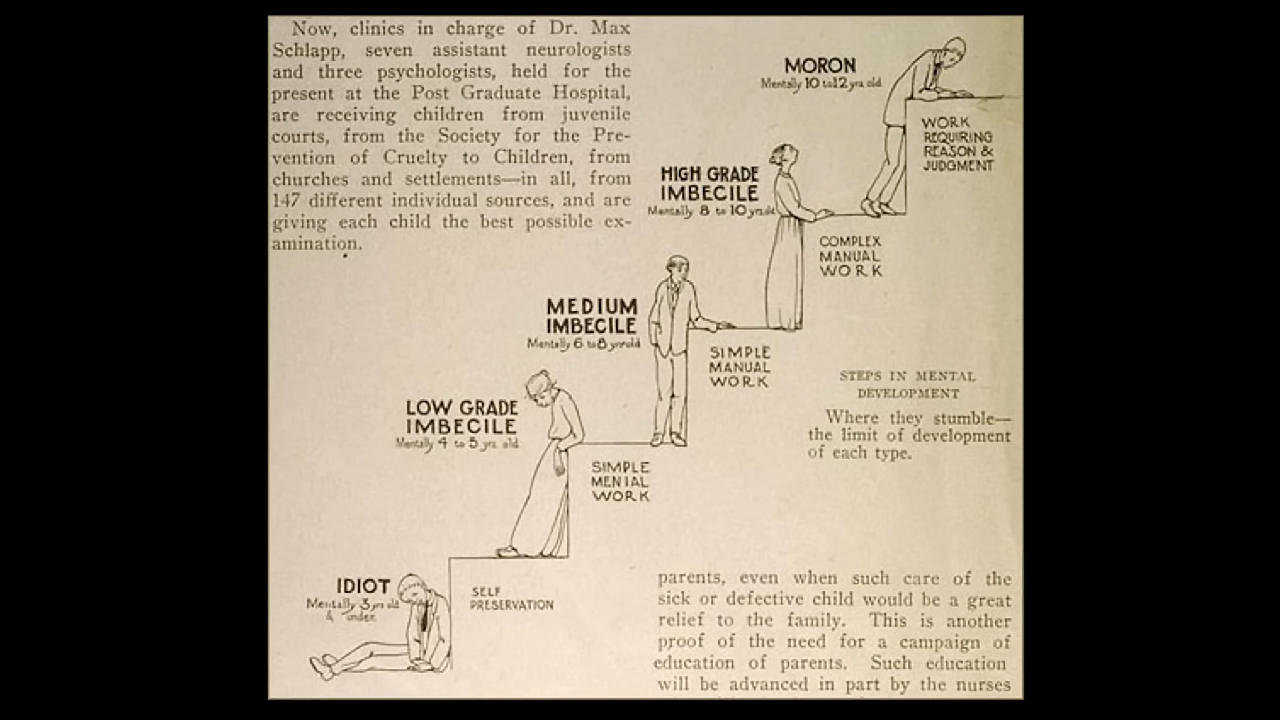 Now, clinics in charge of Dr. Max
Schlapp, seven assistant neurologists
and three psychologists, held for the
present at the Post Graduate Hospital,
are receiving children from juvenile
courts, from the Society for the Pre-
vention of Cruelty to Children, from
churches and settlements—in all, from
147 different individual sources, and are
giving each child the best possible ex-
amination.
MORON
Mentally 10 to 12 yrs old
WORK
REQUIRING
REASON &
JUDGMENT
HIGH GRADE
IMBECILE
Mentally 8 to 10 yrs old
COMPLEX
MANUAL
WORK
MEDIUM
IMBECILE
Mentally 6 to 8 yrs old
SIMPLE
MANUAL
WORK
LOW GRADE
IMBECILE
Mentally 4 to 5 yrs old
SIMPLE
MENIAL
WORK
IDIOT
Mentally 3 yrs old
& under
SELF
PRESERVATION
STEPS IN MENTAL
DEVELOPMENT
Where they stumble—
the limit of development
of each type.
parents, even when such care of the
sick or defective child would be a great
relief to the family. This is another
proof of the need for a campaign of
education of parents. Such education
will be advanced in part by the nurses